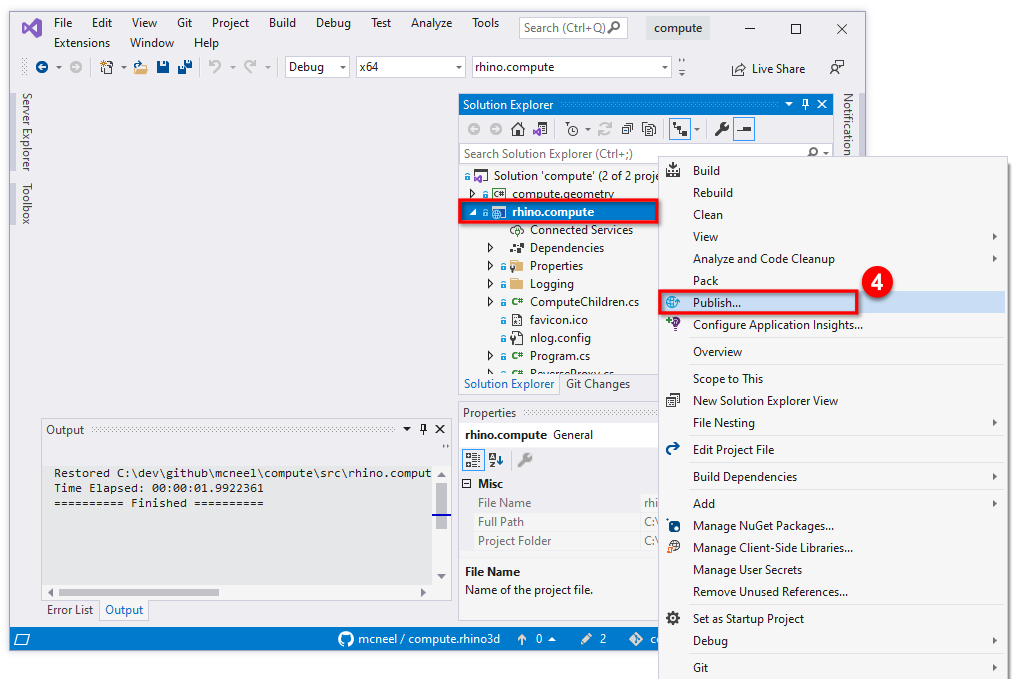 File Edit View Git Project Build Debug Test Analyze Tools Search (Ctrl+Q) compute
Extensions Window Help
Debug x64 rhino.compute Live Share
Server Explorer
Toolbox
Solution Explorer
Notification
Search Solution Explorer (Ctrl+;)
Solution 'compute' (2 of 2 proje
C# compute.geometry
rhino.compute
Connected Services
Dependencies
Properties
Logging
C# ComputeChildren.cs
favicon.ico
nlog.config
C# Program.cs
C# ReverseProxy.cs
Solution Explorer Git Changes
Properties
rhino.compute General
Misc
File Name rhi
Full Path C:\
Project Folder C:\
File Name
Name of the project file.
Output
Restored C:\dev\github\mcneel\compute\src\rhino.comput
Time Elapsed: 00:00:01.9922361
========== Finished ==========
Error List Output
mcneel / compute.rhino3d 0 2
Build
Rebuild
Clean
View
Analyze and Code Cleanup
Pack
Publish...
4
Configure Application Insights...
Overview
Scope to This
New Solution Explorer View
File Nesting
Edit Project File
Build Dependencies
Add
Manage NuGet Packages...
Manage Client-Side Libraries...
Manage User Secrets
Remove Unused References...
Set as Startup Project
Debug
Git